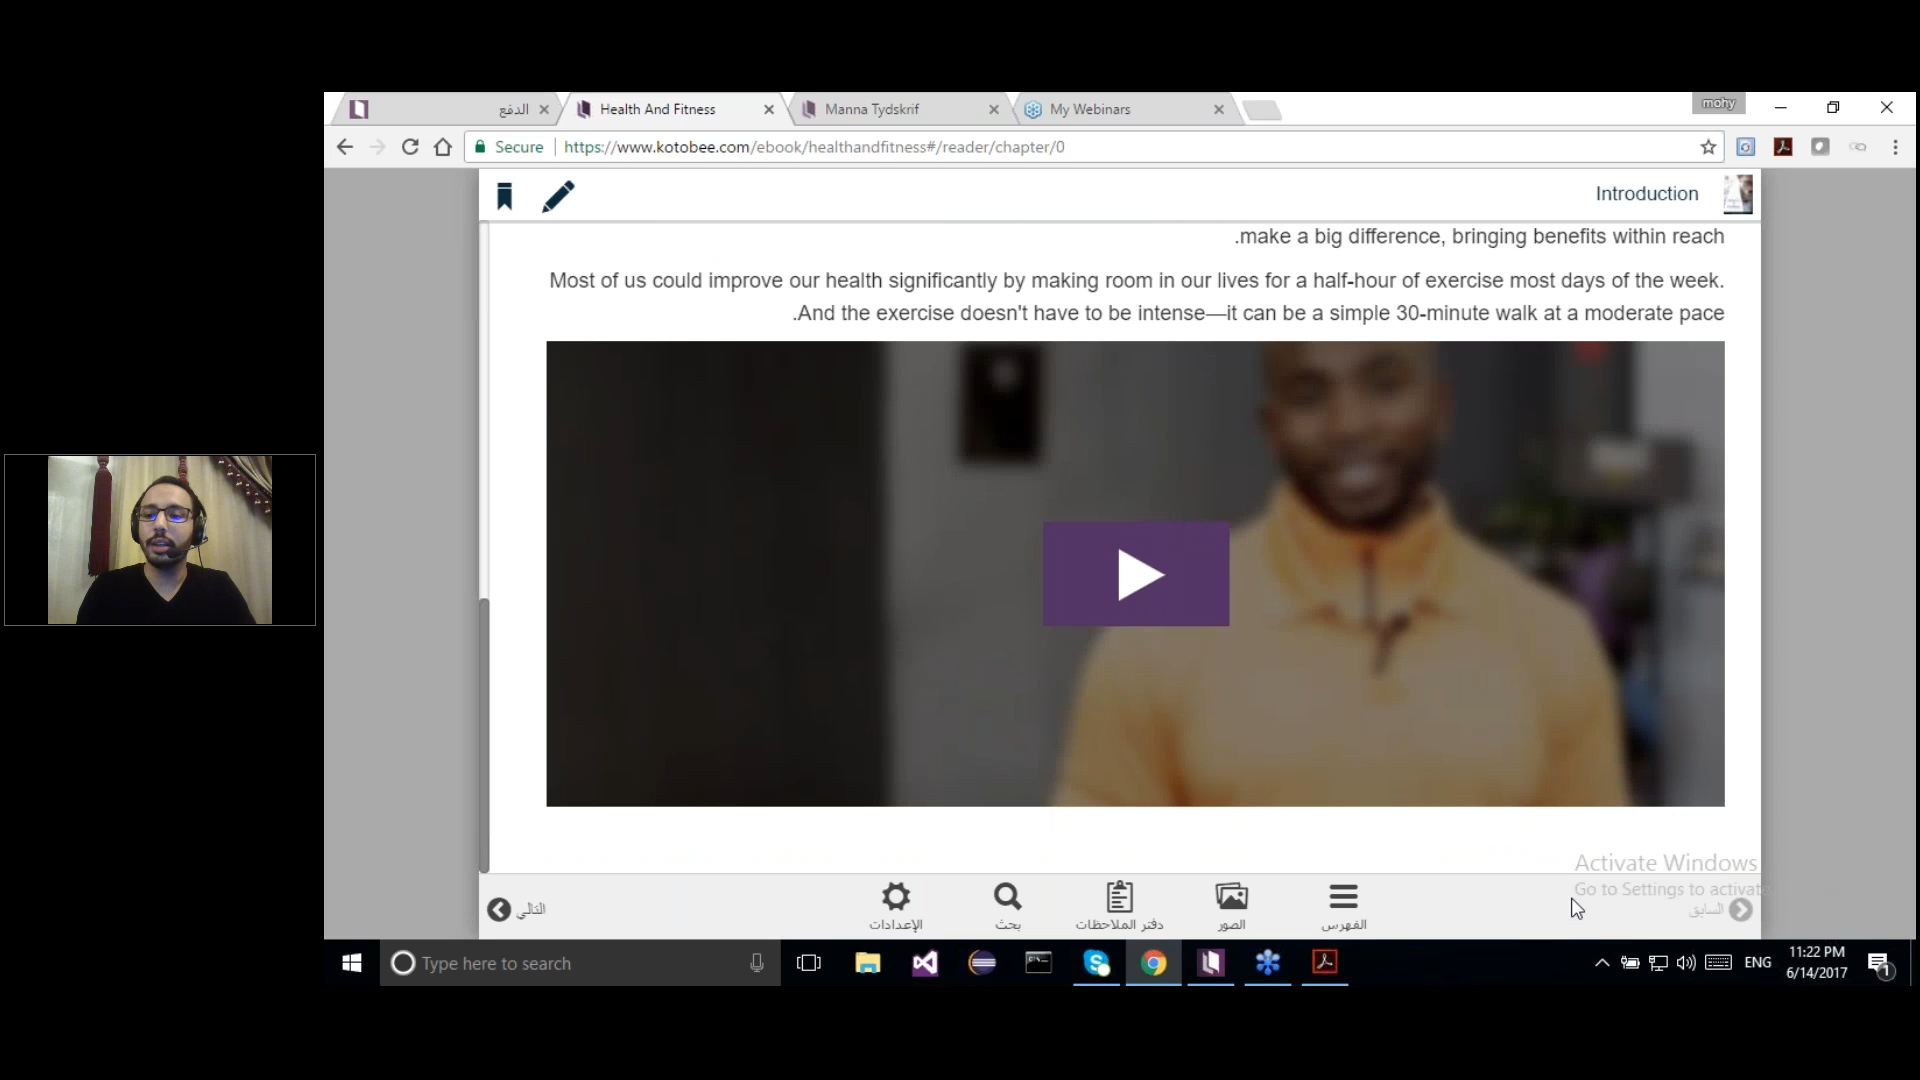 الدفع
Health And Fitness
Manna Tydskrif
My Webinars
mohy
Secure
https://www.kotobee.com/ebook/healthandfitness#/reader/chapter/0
Introduction
.make a big difference, bringing benefits within reach
Most of us could improve our health significantly by making room in our lives for a half-hour of exercise most days of the week.
.And the exercise doesn't have to be intense—it can be a simple 30-minute walk at a moderate pace
Activate Windows
Go to Settings to activat
التالي
الإعدادات
بحث
دفتر الملاحظات
الصور
الفهرس
السابق
Type here to search
ENG
11:22 PM
6/14/2017
1